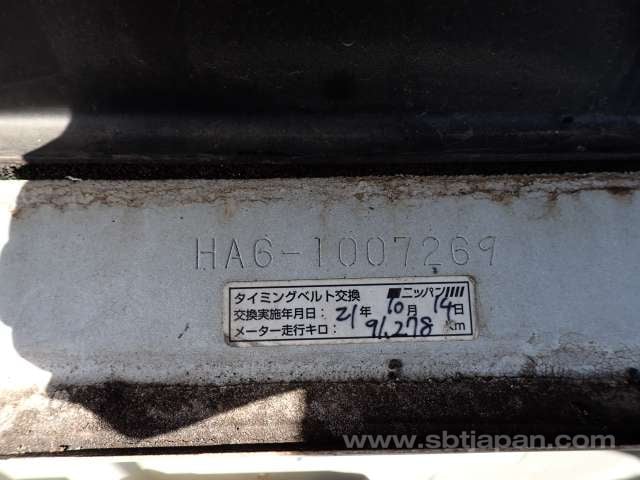 HA6-1007269
タイミングベルト交換 ニッパン
交換実施年月日: 21年 10月 14日
メーター走行キロ: 91,278 Km
www.sbtjapan.com